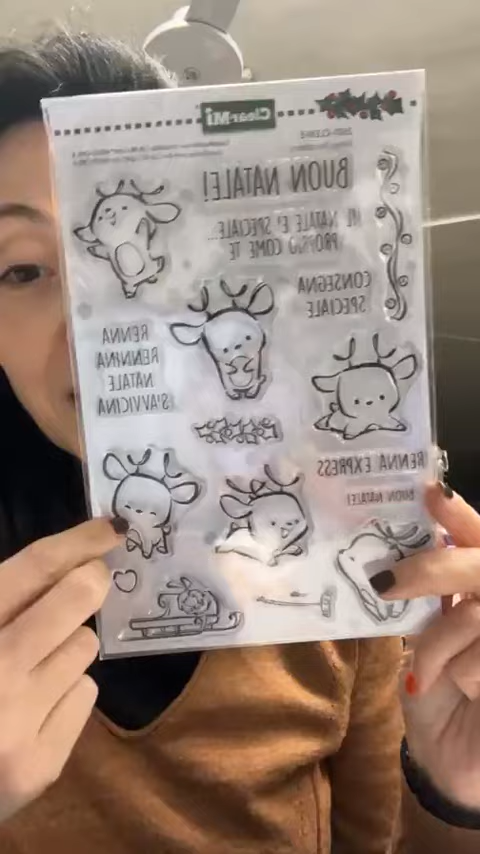 Clear-Mi
BUON NATALE!
IL NATALE E' SPECIALE...
PROPRIO COME TE
CONSEGNA
SPECIALE
RENNA
RENNINA
NATALE
S'AVVICINA
RENNA EXPRESS
BUON NATALE!